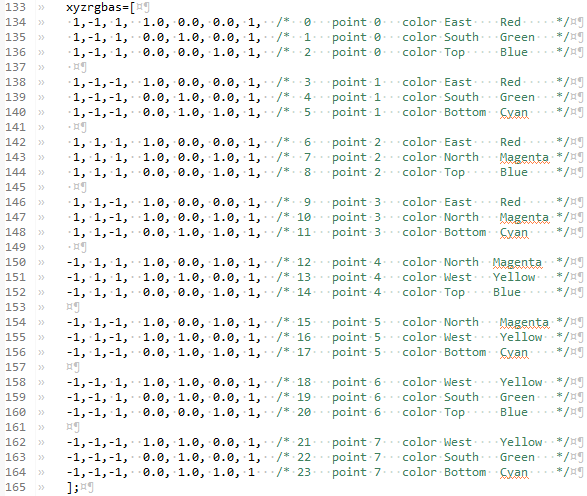 133 » xyzrgbas=[¤¶
134 » 1,-1, 1, 1.0, 0.0, 0.0, 1, /* 0 point 0 color East Red */¤¶
135 » 1,-1, 1, 0.0, 1.0, 0.0, 1, /* 1 point 0 color South Green */¤¶
136 » 1,-1, 1, 0.0, 0.0, 1.0, 1, /* 2 point 0 color Top Blue */¤¶
137 » ¤¶
138 » 1,-1,-1, 1.0, 0.0, 0.0, 1, /* 3 point 1 color East Red */¤¶
139 » 1,-1,-1, 0.0, 1.0, 0.0, 1, /* 4 point 1 color South Green */¤¶
140 » 1,-1,-1, 0.0, 1.0, 1.0, 1, /* 5 point 1 color Bottom Cyan */¤¶
141 » ¤¶
142 » 1, 1, 1, 1.0, 0.0, 0.0, 1, /* 6 point 2 color East Red */¤¶
143 » 1, 1, 1, 1.0, 0.0, 1.0, 1, /* 7 point 2 color North Magenta */¤¶
144 » 1, 1, 1, 0.0, 0.0, 1.0, 1, /* 8 point 2 color Top Blue */¤¶
145 » ¤¶
146 » 1, 1,-1, 1.0, 0.0, 0.0, 1, /* 9 point 3 color East Red */¤¶
147 » 1, 1,-1, 1.0, 0.0, 1.0, 1, /* 10 point 3 color North Magenta */¤¶
148 » 1, 1,-1, 0.0, 1.0, 1.0, 1, /* 11 point 3 color Bottom Cyan */¤¶
149 » ¤¶
150 » -1, 1, 1, 1.0, 0.0, 1.0, 1, /* 12 point 4 color North Magenta */¤¶
151 » -1, 1, 1, 1.0, 1.0, 0.0, 1, /* 13 point 4 color West Yellow */¤¶
152 » -1, 1, 1, 0.0, 0.0, 1.0, 1, /* 14 point 4 color Top Blue */¤¶
153 » ¤¶
154 » -1, 1,-1, 1.0, 0.0, 1.0, 1, /* 15 point 5 color North Magenta */¤¶
155 » -1, 1,-1, 1.0, 1.0, 0.0, 1, /* 16 point 5 color West Yellow */¤¶
156 » -1, 1,-1, 0.0, 1.0, 1.0, 1, /* 17 point 5 color Bottom Cyan */¤¶
157 » ¤¶
158 » -1,-1, 1, 1.0, 1.0, 0.0, 1, /* 18 point 6 color West Yellow */¤¶
159 » -1,-1, 1, 0.0, 1.0, 0.0, 1, /* 19 point 6 color South Green */¤¶
160 » -1,-1, 1, 0.0, 0.0, 1.0, 1, /* 20 point 6 color Top Blue */¤¶
161 » ¤¶
162 » -1,-1,-1, 1.0, 1.0, 0.0, 1, /* 21 point 7 color West Yellow */¤¶
163 » -1,-1,-1, 0.0, 1.0, 0.0, 1, /* 22 point 7 color South Green */¤¶
164 » -1,-1,-1, 0.0, 1.0, 1.0, 1 /* 23 point 7 color Bottom Cyan */¤¶
165 » ];¤¶